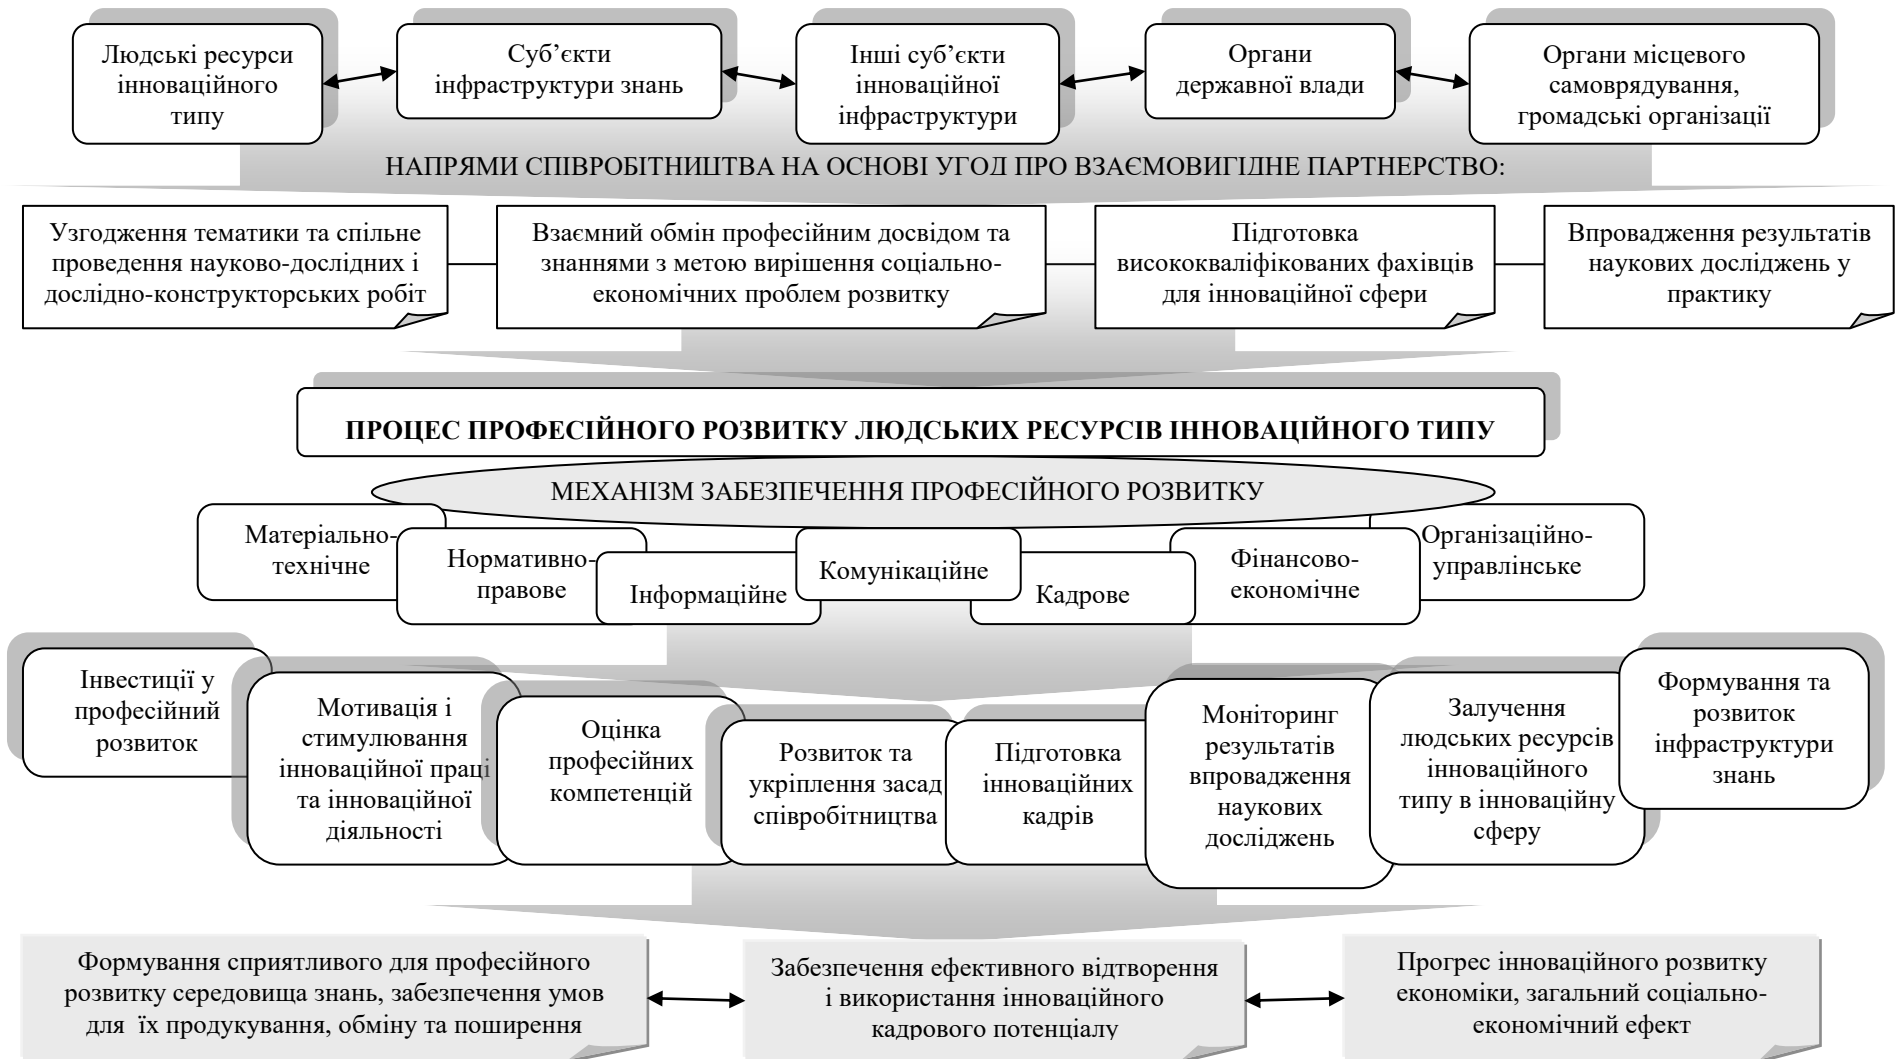 Людські ресурси
інноваційного
типу
Суб’єкти
інфраструктури знань
Інші суб’єкти
інноваційної
інфраструктури
Органи
державної влади
Органи місцевого
самоврядування,
громадські організації
НАПРЯМИ СПІВРОБІТНИЦТВА НА ОСНОВІ УГОД ПРО ВЗАЄМОВИГІДНЕ ПАРТНЕРСТВО:
Узгодження тематики та спільне
проведення науково-дослідних і
дослідно-конструкторських робіт
Взаємний обмін професійним досвідом та
знаннями з метою вирішення соціально-
економічних проблем розвитку
Підготовка
висококваліфікованих фахівців
для інноваційної сфери
Впровадження результатів
наукових досліджень у
практику
ПРОЦЕС ПРОФЕСІЙНОГО РОЗВИТКУ ЛЮДСЬКИХ РЕСУРСІВ ІННОВАЦІЙНОГО ТИПУ
МЕХАНІЗМ ЗАБЕЗПЕЧЕННЯ ПРОФЕСІЙНОГО РОЗВИТКУ
Матеріально-
технічне
Нормативно-
правове
Інформаційне
Комунікаційне
Кадрове
Фінансово-
економічне
Організаційно-
управлінське
Інвестиції у
професійний
розвиток
Мотивація і
стимулювання
інноваційної праці
та інноваційної
діяльності
Оцінка
професійних
компетенцій
Розвиток та
укріплення засад
співробітництва
Підготовка
інноваційних
кадрів
Моніторинг
результатів
впровадження
наукових
досліджень
Залучення
людських ресурсів
інноваційного
типу в інноваційну
сферу
Формування та
розвиток
інфраструктури
знань
Формування сприятливого для професійного
розвитку середовища знань, забезпечення умов
для їх продукування, обміну та поширення
Забезпечення ефективного відтворення
і використання інноваційного
кадрового потенціалу
Прогрес інноваційного розвитку
економіки, загальний соціально-
економічний ефект